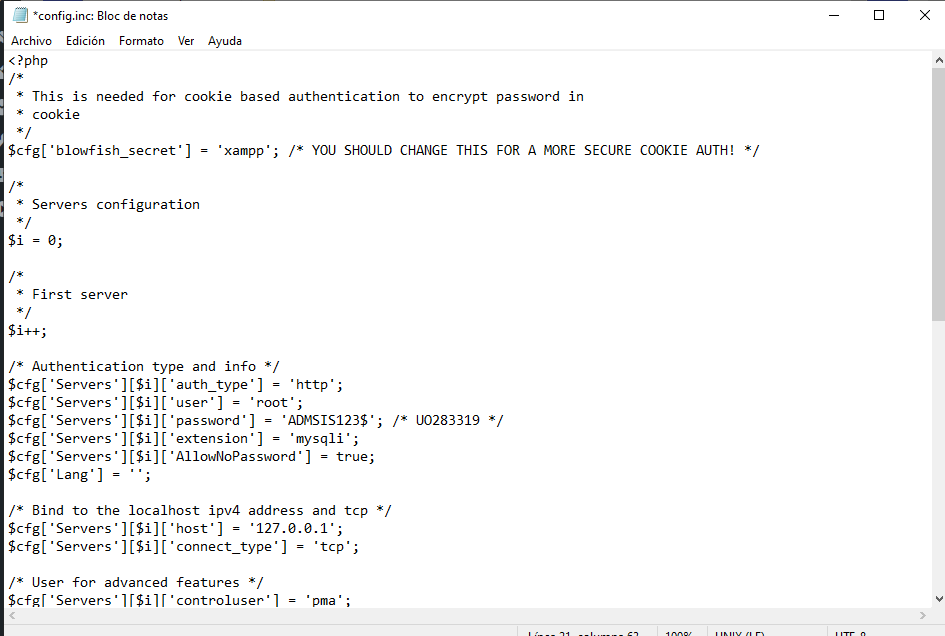 *config.inc: Bloc de notas
Archivo Edición Formato Ver Ayuda
<?php
/*
 * This is needed for cookie based authentication to encrypt password in
 * cookie
 */
$cfg['blowfish_secret'] = 'xampp'; /* YOU SHOULD CHANGE THIS FOR A MORE SECURE COOKIE AUTH! */

/*
 * Servers configuration
 */
$i = 0;

/*
 * First server
 */
$i++;

/* Authentication type and info */
$cfg['Servers'][$i]['auth_type'] = 'http';
$cfg['Servers'][$i]['user'] = 'root';
$cfg['Servers'][$i]['password'] = 'ADMSIS123$'; /* UO283319 */
$cfg['Servers'][$i]['extension'] = 'mysqli';
$cfg['Servers'][$i]['AllowNoPassword'] = true;
$cfg['Lang'] = '';

/* Bind to the localhost ipv4 address and tcp */
$cfg['Servers'][$i]['host'] = '127.0.0.1';
$cfg['Servers'][$i]['connect_type'] = 'tcp';

/* User for advanced features */
$cfg['Servers'][$i]['controluser'] = 'pma';
Línea 21, columna 63 100% UNIX (LF) UTF-8